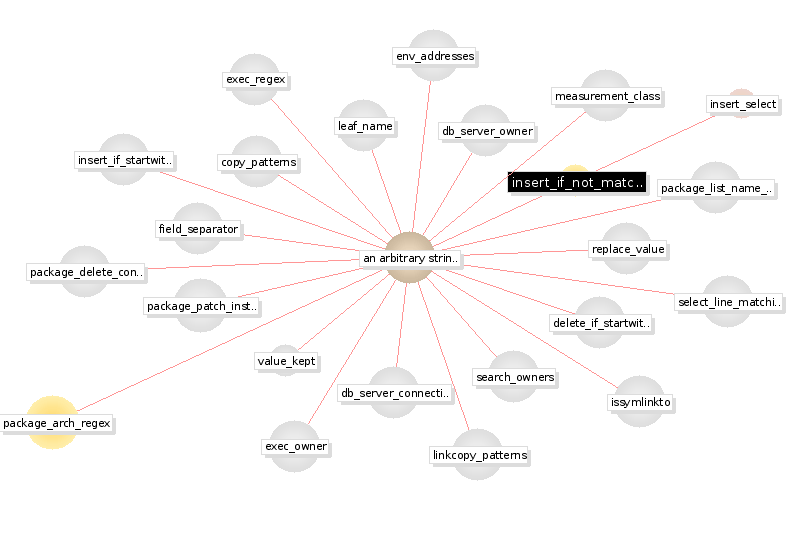 env_addresses
exec_regex
measurement_class
insert_select
leaf_name
db_server_owner
insert_if_startwit..
copy_patterns
insert_if_not_matc..
package_list_name_..
field_separator
replace_value
an arbitrary strin..
package_delete_con..
package_patch_inst..
select_line_matchi..
delete_if_startwit..
value_kept
search_owners
db_server_connecti..
issymlinkto
package_arch_regex
exec_owner
linkcopy_patterns